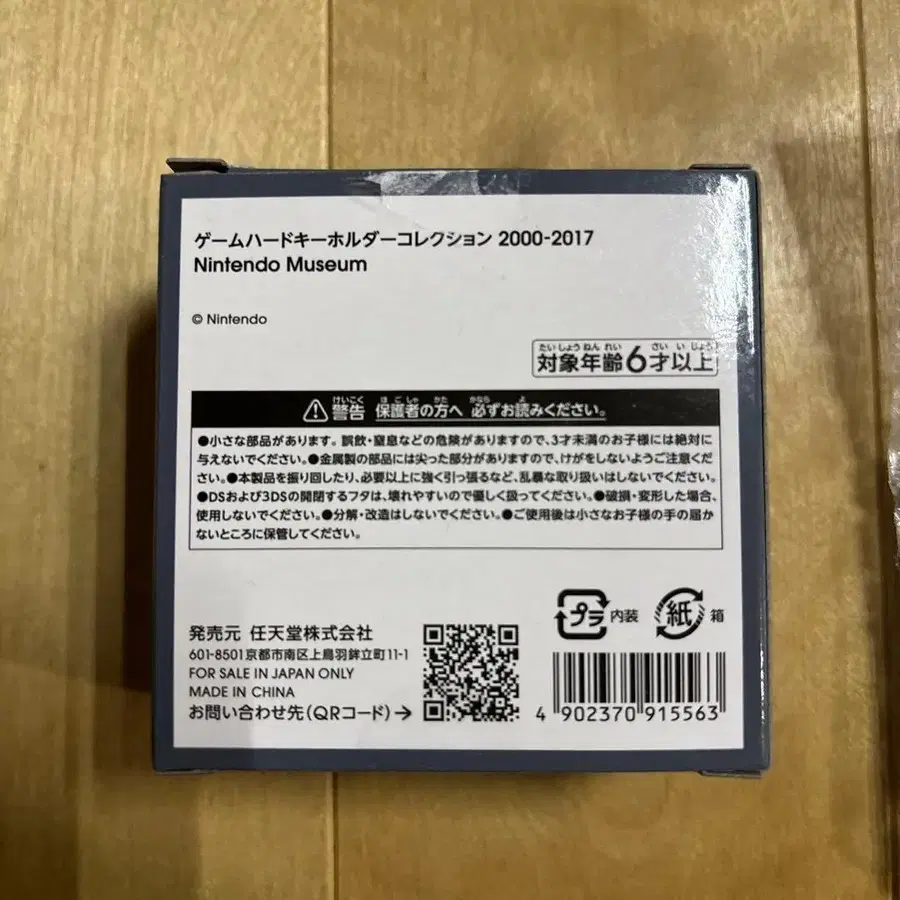 ゲームハードキーホルダーコレクション 2000-2017
Nintendo Museum
© Nintendo
たいしょうねんれい さいいじょう
対象年齢6才以上
けいこく ほごしゃ かた かなら よ
警告 保護者の方へ 必ずお読みください。
●小さな部品があります。誤飲・窒息などの危険がありますので、3才未満のお子様には絶対に
与えないでください。●金属製の部品には尖った部分がありますので、けがをしないようご注意くだ
さい。●本製品を振り回したり、必要以上に強く引っ張るなど、乱暴な取り扱いはしないでください。
●DSおよび3DSの開閉するフタは、壊れやすいので優しく扱ってください。●破損・変形した場合、
使用しないでください。●分解・改造はしないでください。●ご使用後は小さなお子様の手の届か
ないところに保管してください。
プラ 内装 紙 箱
発売元 任天堂株式会社
601-8501京都市南区上鳥羽鉾立町11-1
FOR SALE IN JAPAN ONLY
MADE IN CHINA
お問い合わせ先(QRコード)→
4 902370 915563